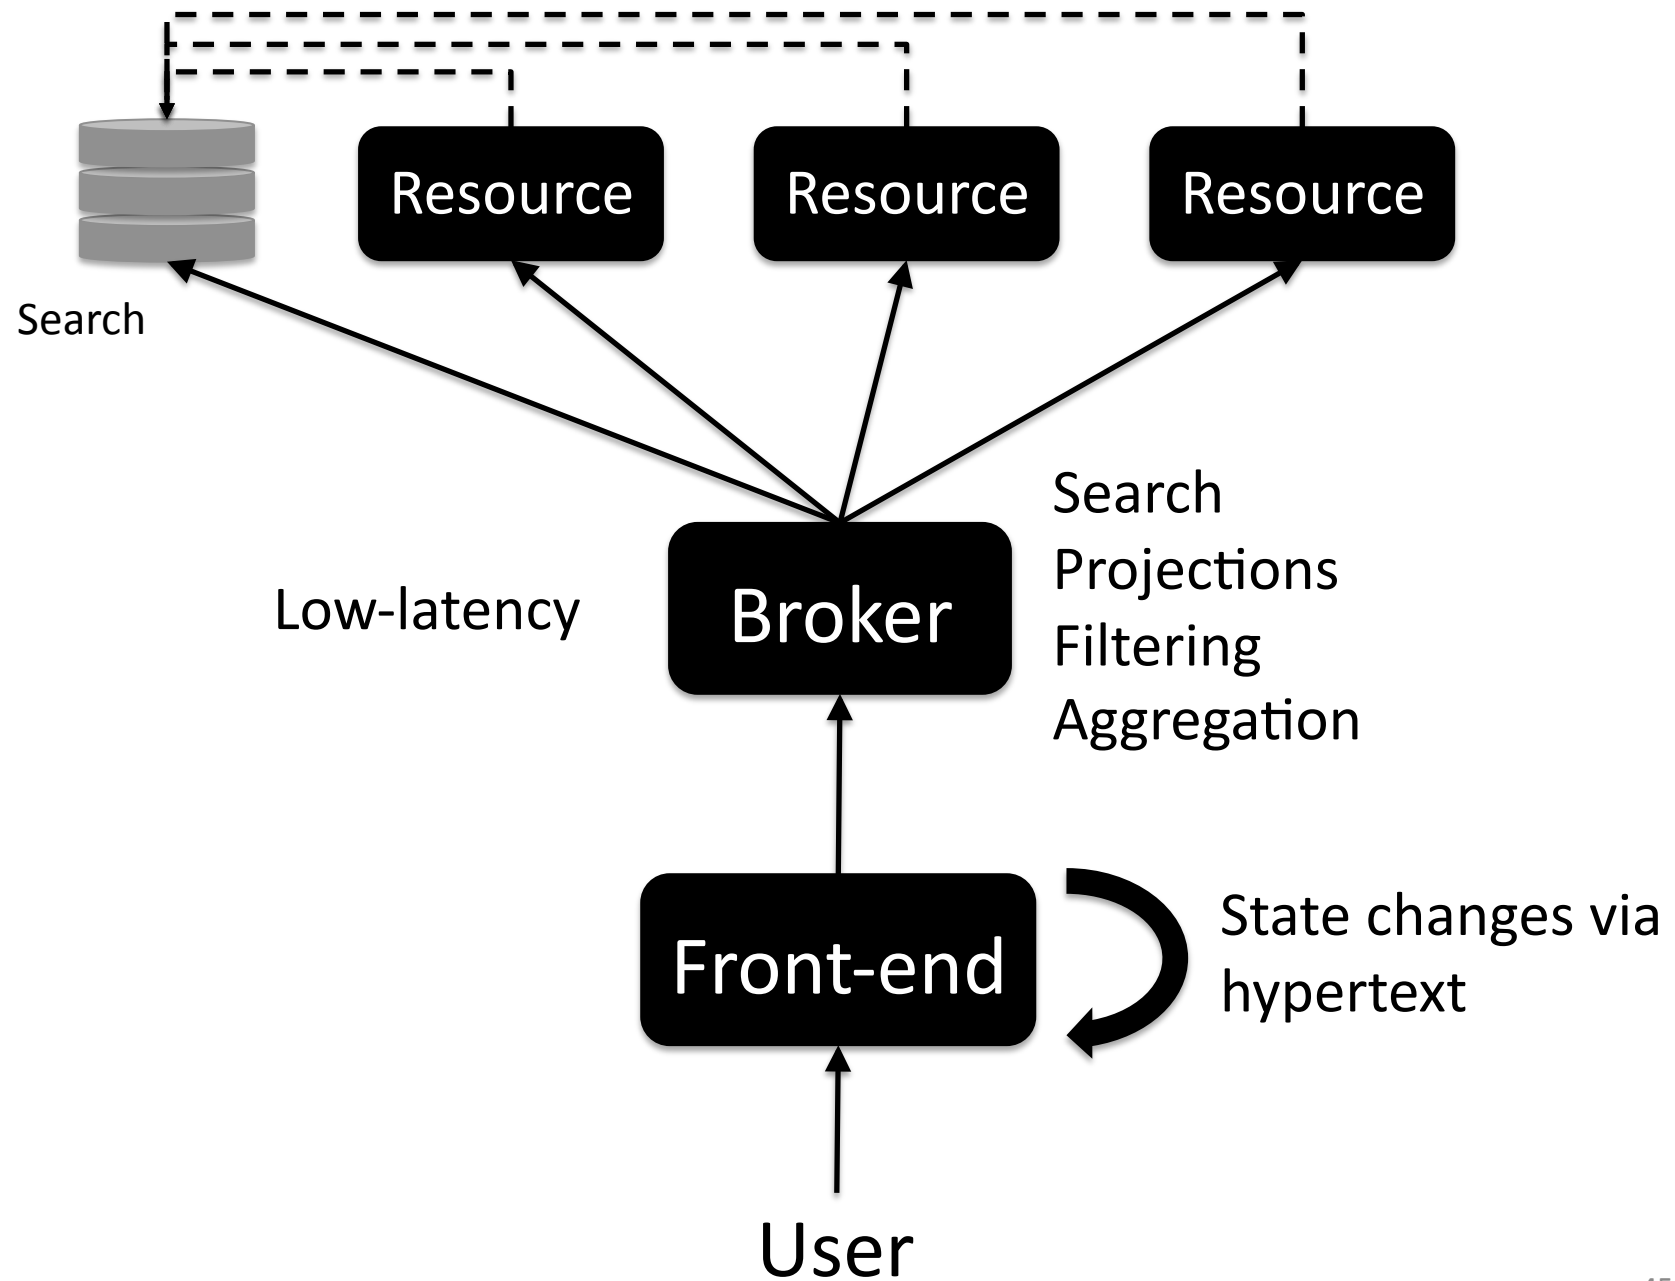 Resource
Resource
Resource
Search
Search
Projections
Low-latency
Broker
Filtering
Aggregation
Front-end
State changes via
hypertext
User